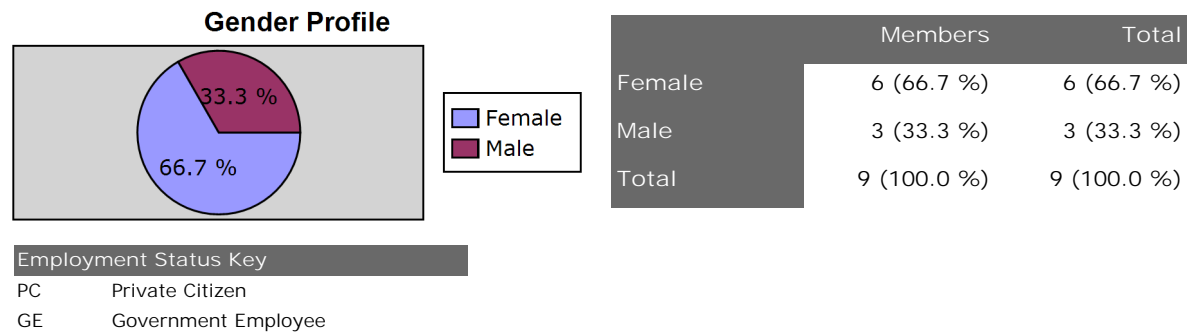 Gender Profile
33.3 %
66.7 %
Female
Male
Members Total
Female 6 (66.7 %) 6 (66.7 %)
Male 3 (33.3 %) 3 (33.3 %)
Total 9 (100.0 %) 9 (100.0 %)
Employment Status Key
PC Private Citizen
GE Government Employee